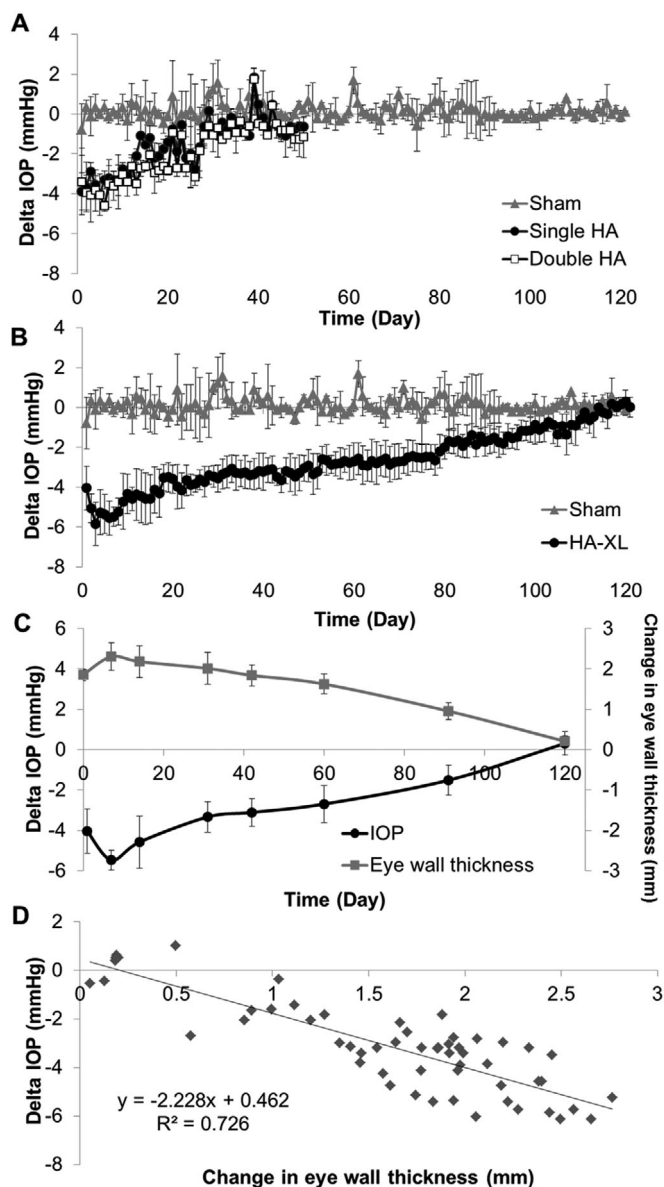 A
Delta IOP (mmHg)
4
2
0
-2
-4
-6
-8
0 20 40 60 80 100 120
Time (Day)
Sham
Single HA
Double HA
B
Delta IOP (mmHg)
4
2
0
-2
-4
-6
-8
0 20 40 60 80 100 120
Time (Day)
Sham
HA-XL
C
Delta IOP (mmHg)
6
4
2
0
-2
-4
-6
0 20 40 60 80 100 120
Time (Day)
3
2
1
0
-1
-2
-3
Change in eye wall thickness (mm)
IOP
Eye wall thickness
D
Delta IOP (mmHg)
2
0
-2
-4
-6
-8
0 0.5 1 1.5 2 2.5 3
y = -2.228x + 0.462
R² = 0.726
Change in eye wall thickness (mm)